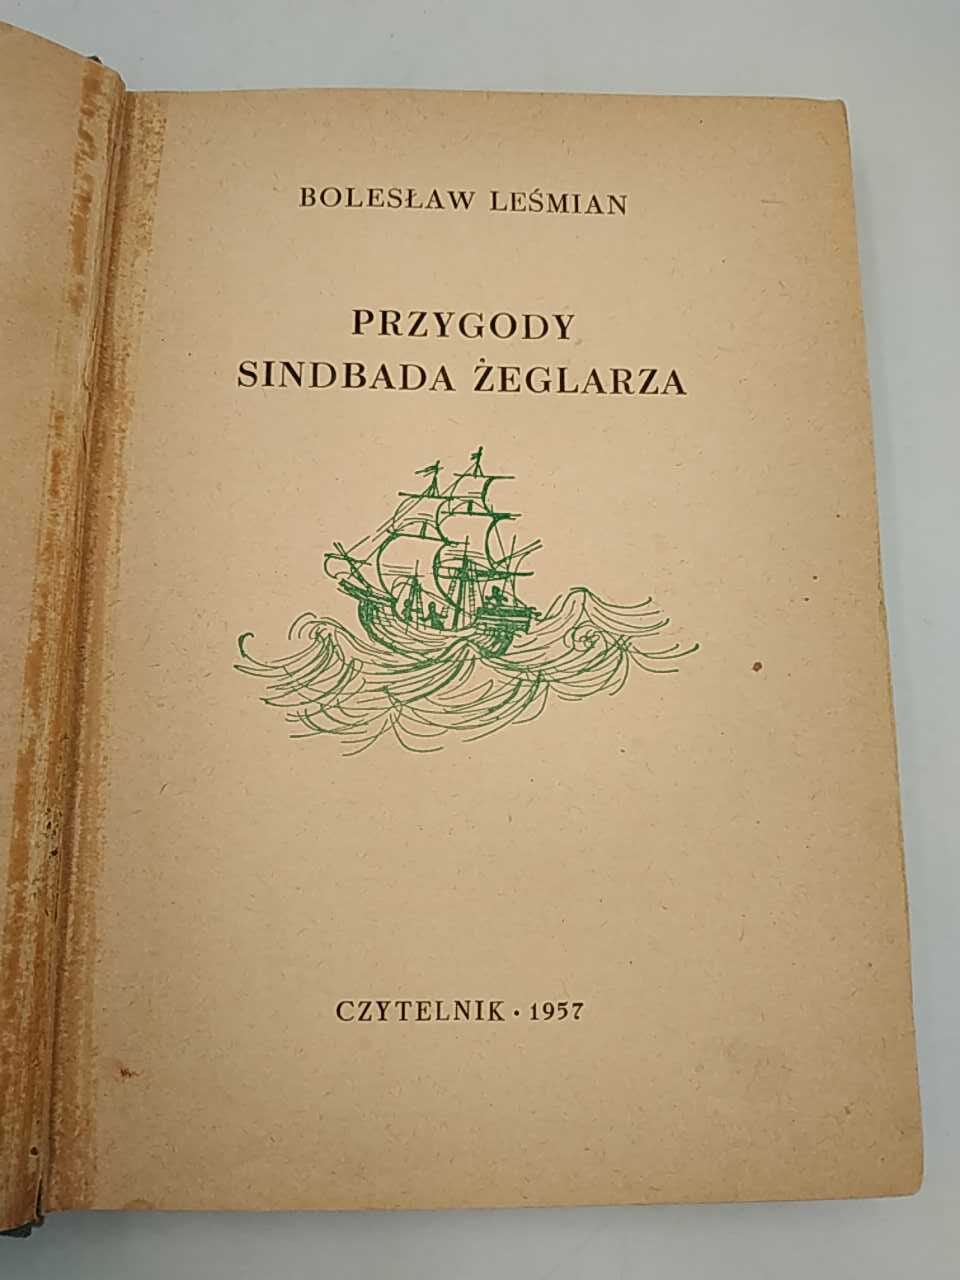 BOLESŁAW LEŚMIAN
PRZYGODY
SINDBADA ŻEGLARZA
CZYTELNIK · 1957